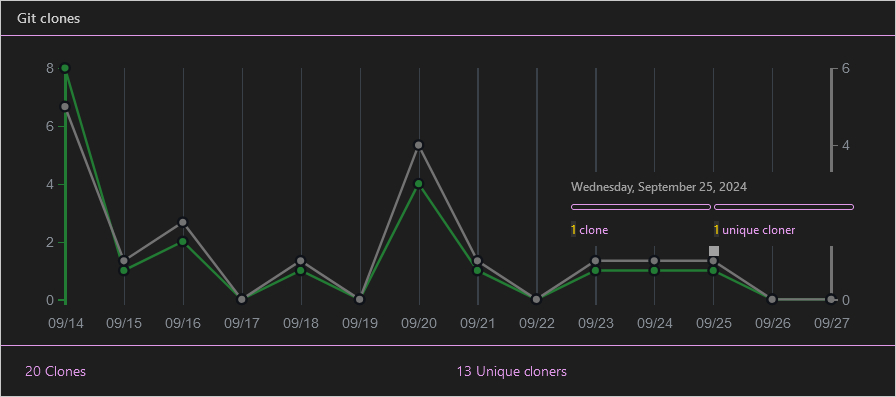 Git clones
8 6
6
4 4
Wednesday, September 25, 2024
1 clone 1 unique cloner
2
0 0
09/14 09/15 09/16 09/17 09/18 09/19 09/20 09/21 09/22 09/23 09/24 09/25 09/26 09/27
20 Clones 13 Unique cloners